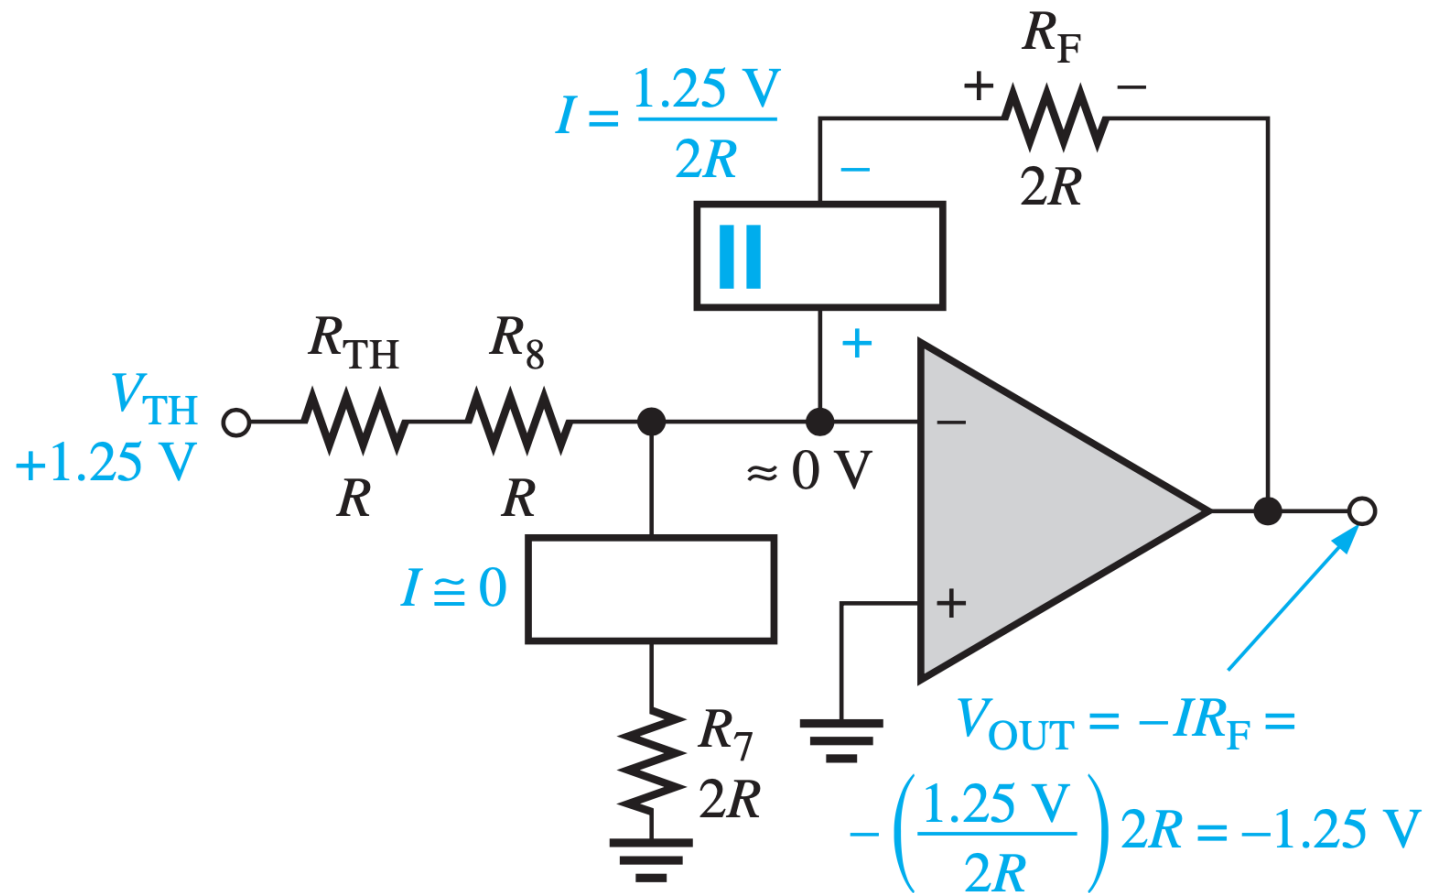 R_F
+ −
I = 1.25 V / 2R
2R
−
+
R_TH
R_8
V_TH
+1.25 V
R
R
≈ 0 V
−
+
I ≅ 0
R_7
2R
V_OUT = −IR_F =
−(1.25 V / 2R) 2R = −1.25 V